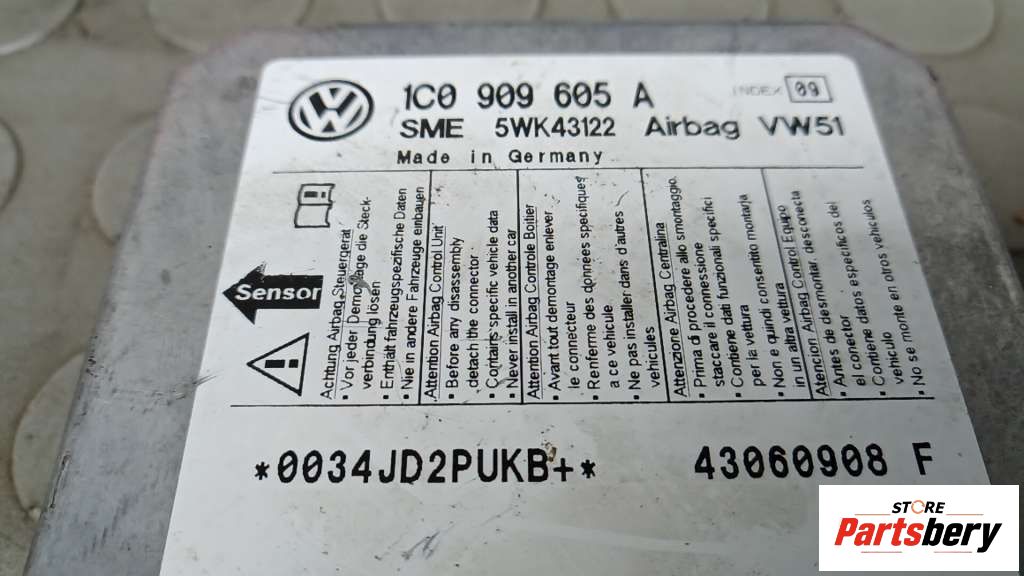 1C0 909 605 A
INDEX 09
SME 5WK43122 Airbag VW51
Made in Germany
Sensor
Achtung Airbag Steuergerät
• Vor jeder Demontage die Steck-
verbindung lösen
• Enthält fahrzeugspezifische Daten
• Nie in andere Fahrzeuge einbauen
Attention Airbag Control Unit
• Before any disassembly
detach the connector
• Contains specific vehicle data
• Never install in another car
Attention Airbag Controle Boitier
• Avant tout demontage enlever
le connecteur
• Renferme des données specifiques
a ce vehicule
• Ne pas installer dans d'autres
vehicules
Attenzione Airbag Centralina
• Prima di procedere allo smontaggio,
staccare il connessione
• Contiene dati funzionali specifici
per la vettura
• Non e quindi consentito montarla
in un altra vettura
Atencion Airbag Control Equipo
• Antes de desmontar, desconecta
el conector
• Contiene datos especificos del
vehiculo
• No se monte en otros vehiculos
*0034JD2PUKB+* 43060908 F
STORE
Partsbery